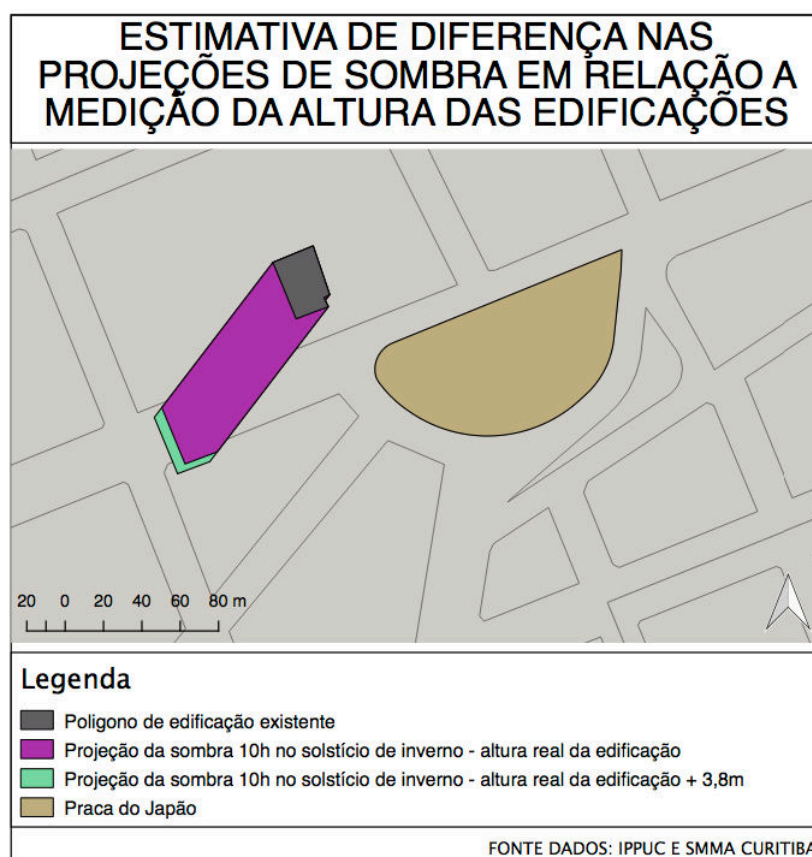 ESTIMATIVA DE DIFERENÇA NAS
PROJEÇÕES DE SOMBRA EM RELAÇÃO A
MEDIÇÃO DA ALTURA DAS EDIFICAÇÕES
20 0 20 40 60 80 m
Legenda
Poligono de edificação existente
Projeção da sombra 10h no solstício de inverno - altura real da edificação
Projeção da sombra 10h no solstício de inverno - altura real da edificação + 3,8m
Praca do Japão
FONTE DADOS: IPPUC E SMMA CURITIBA